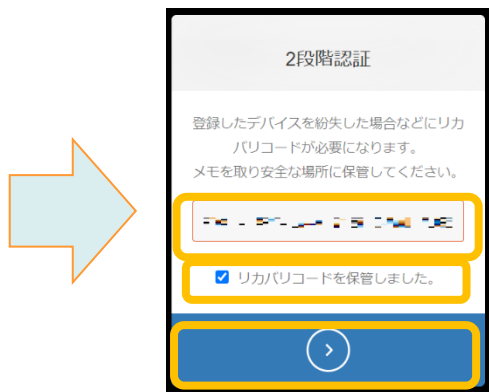 2段階認証
登録したデバイスを紛失した場合などにリカ
バリコードが必要になります。
メモを取り安全な場所に保管してください。
リカバリコードを保管しました。